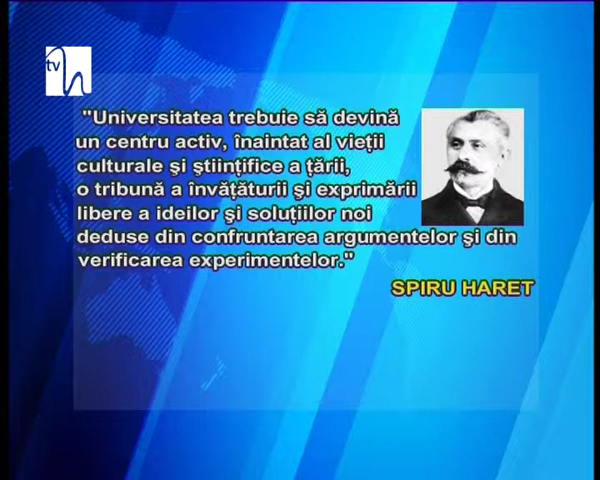 tv h
"Universitatea trebuie să devină
un centru activ, înaintat al vieţii
culturale şi ştiinţifice a ţării,
o tribună a învăţăturii şi exprimării
libere a ideilor şi soluţiilor noi
deduse din confruntarea argumentelor şi din
verificarea experimentelor."
SPIRU HARET